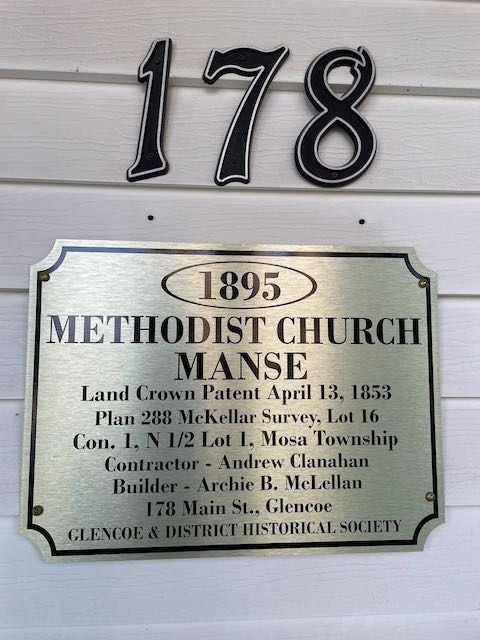 178
1895
METHODIST CHURCH
MANSE
Land Crown Patent April 13, 1853
Plan 288 McKellar Survey, Lot 16
Con. 1, N 1/2 Lot 1, Mosa Township
Contractor - Andrew Clanahan
Builder - Archie B. McLellan
178 Main St., Glencoe
GLENCOE & DISTRICT HISTORICAL SOCIETY